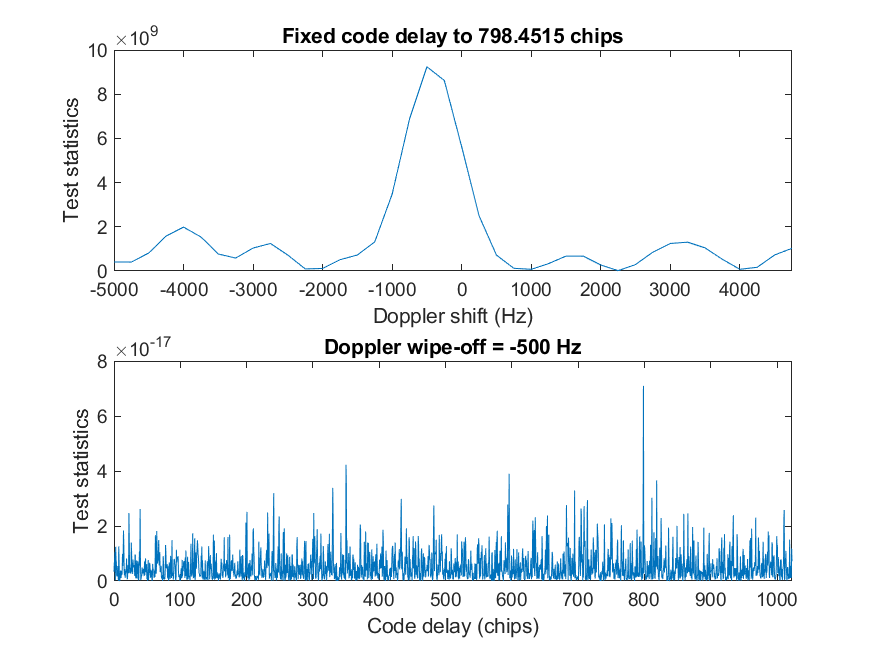 Fixed code delay to 798.4515 chips
×10^9
10
8
6
4
2
0
Test statistics
-5000 -4000 -3000 -2000 -1000 0 1000 2000 3000 4000
Doppler shift (Hz)
Doppler wipe-off = -500 Hz
×10^-17
8
6
4
2
0
Test statistics
0 100 200 300 400 500 600 700 800 900 1000
Code delay (chips)